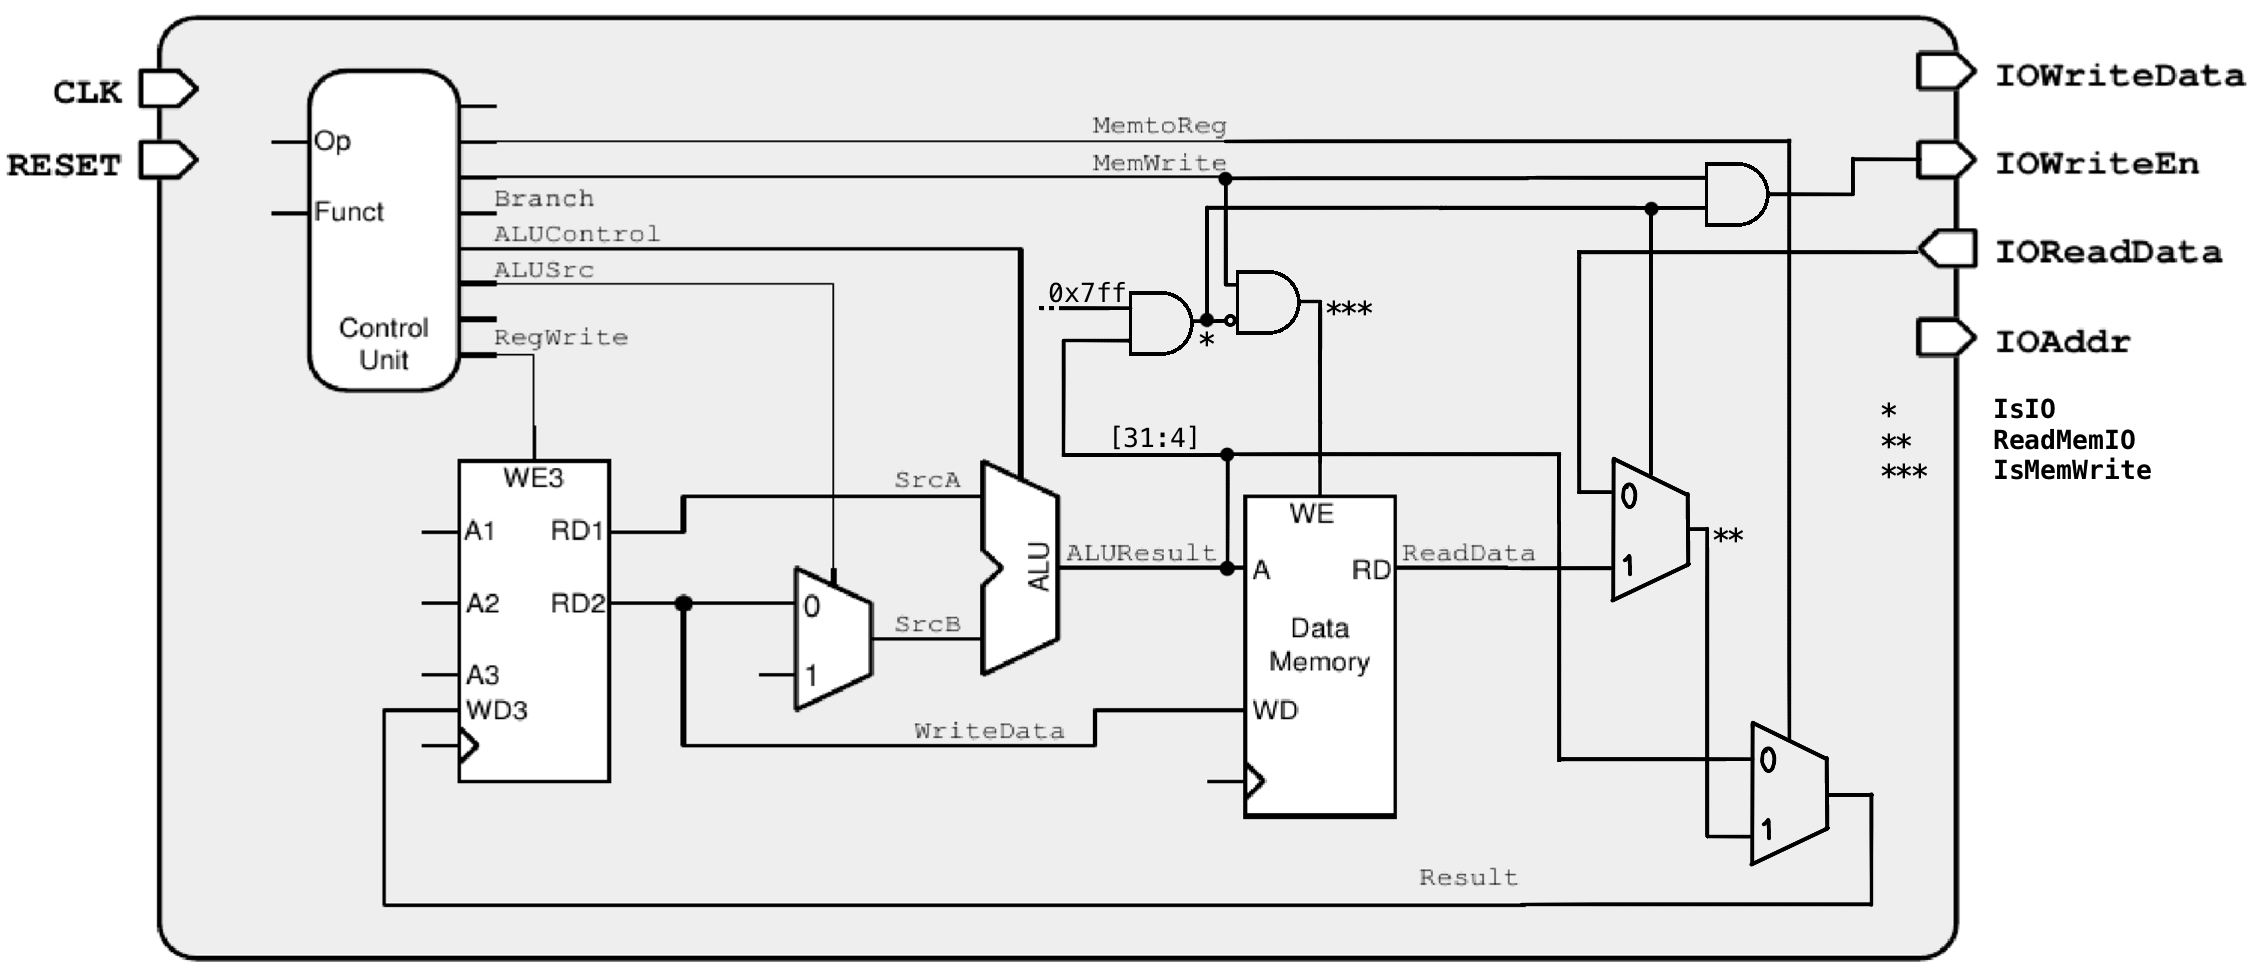 CLK
RESET
Op
Funct
Control
Unit
MemtoReg
MemWrite
Branch
ALUControl
ALUSrc
RegWrite
IOWriteData
IOWriteEn
IOReadData
IOAddr
* IsIO
** ReadMemIO
*** IsMemWrite
0x7ff
*
***
[31:4]
WE3
A1 RD1
A2 RD2
A3
WD3
SrcA
0
1
SrcB
ALU
ALUResult
WriteData
WE
A RD
Data
Memory
WD
ReadData
0
1
**
0
1
Result